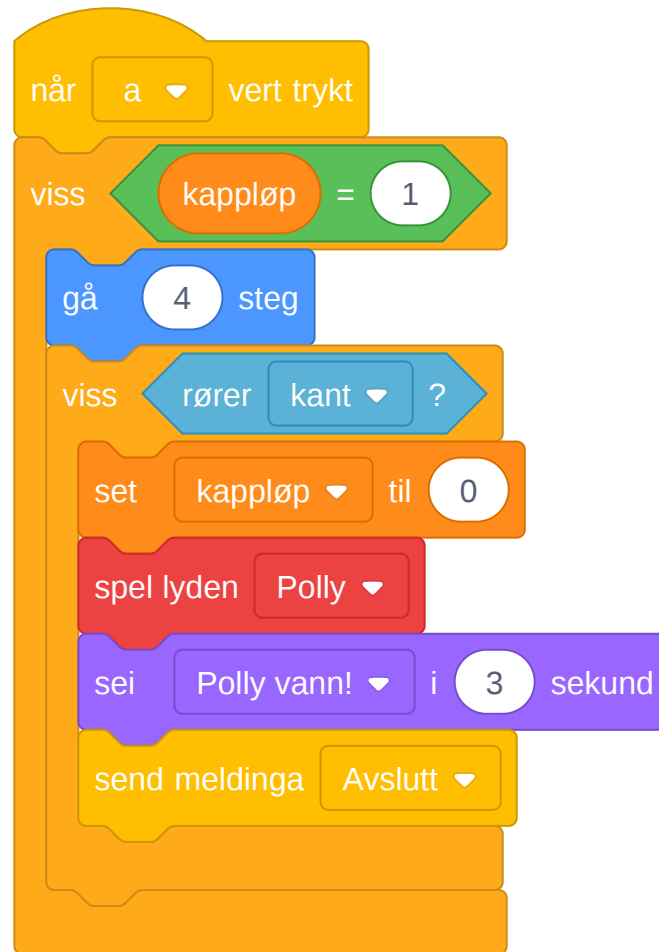 når a vert trykt
viss kappløp = 1
gå 4 steg
viss rører kant ?
set kappløp til 0
spel lyden Polly
sei Polly vann! i 3 sekund
send meldinga Avslutt